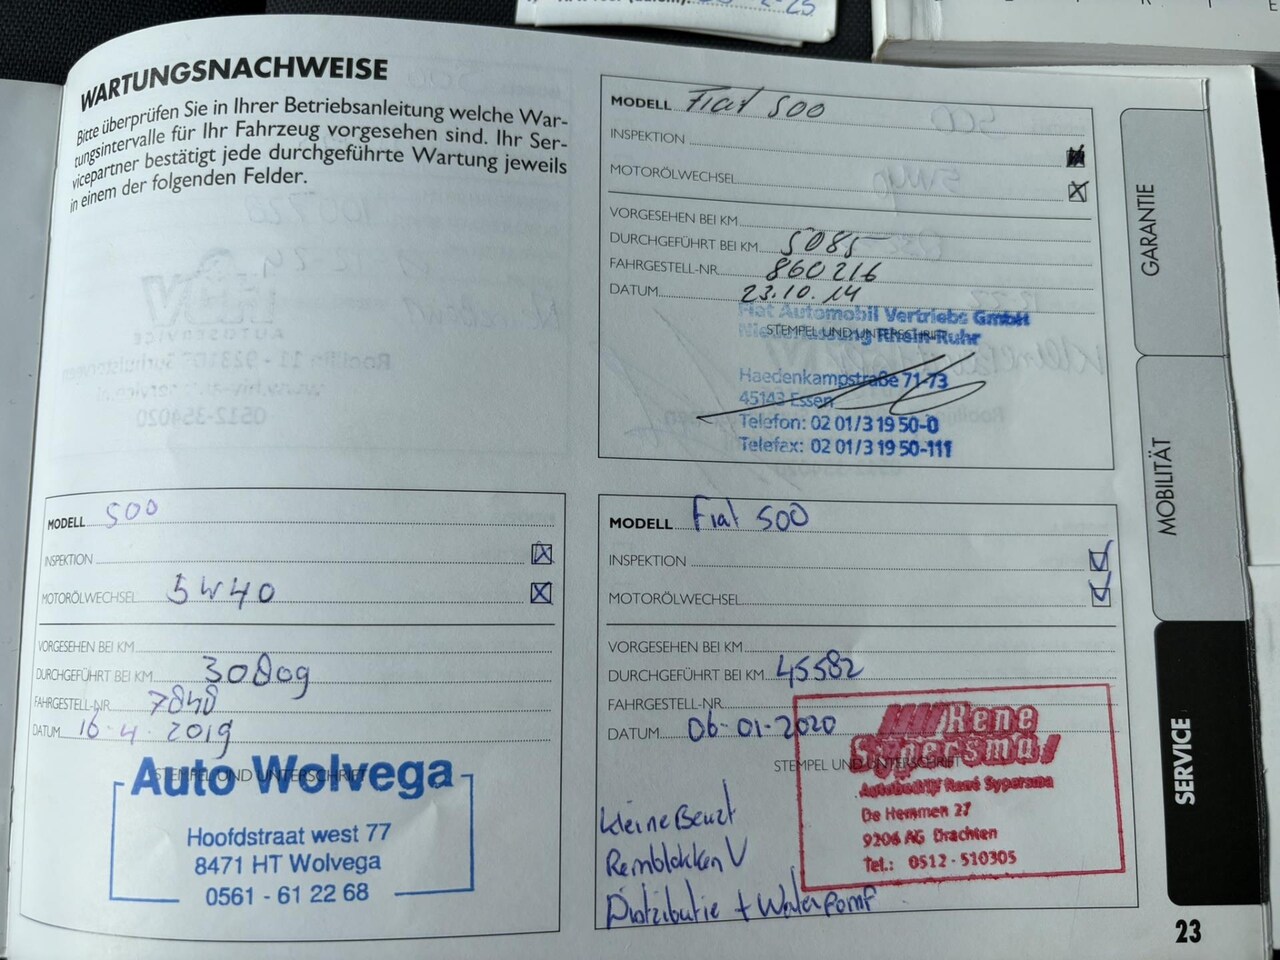 WARTUNGSNACHWEISE
Bitte überprüfen Sie in Ihrer Betriebsanleitung welche War-
tungsintervalle für Ihr Fahrzeug vorgesehen sind. Ihr Ser-
vicepartner bestätigt jede durchgeführte Wartung jeweils
in einem der folgenden Felder.
MODELL Fiat 500
INSPEKTION
MOTORÖLWECHSEL
VORGESEHEN BEI KM
DURCHGEFÜHRT BEI KM 5085
FAHRGESTELL-NR. 860216
DATUM 23.10.14
Fiat Automobil Vertriebs GmbH
STEMPEL UND UNTERSCHRIFT
Niederlassung Rhein-Ruhr
Haedenkampstraße 71-73
45143 Essen
Telefon: 02 01/3 19 50-0
Telefax: 02 01/3 19 50-111
MODELL 500
INSPEKTION
MOTORÖLWECHSEL 5W40
VORGESEHEN BEI KM
DURCHGEFÜHRT BEI KM 30809
FAHRGESTELL-NR. 7848
DATUM 16-4-2019
STEMPEL UND UNTERSCHRIFT
Auto Wolvega
Hoofdstraat west 77
8471 HT Wolvega
0561 - 61 22 68
MODELL Fiat 500
INSPEKTION
MOTORÖLWECHSEL
VORGESEHEN BEI KM
DURCHGEFÜHRT BEI KM 45582
FAHRGESTELL-NR.
DATUM 06-01-2020
STEMPEL UND UNTERSCHRIFT
Rene
Sypersma
Autobedrijf René Sypersma
De Hemmen 27
9206 AG Drachten
Tel.: 0512 - 510305
kleine Beurt
Remblokken V
Distributie + Waterpomp
GARANTIE
MOBILITÄT
SERVICE
23